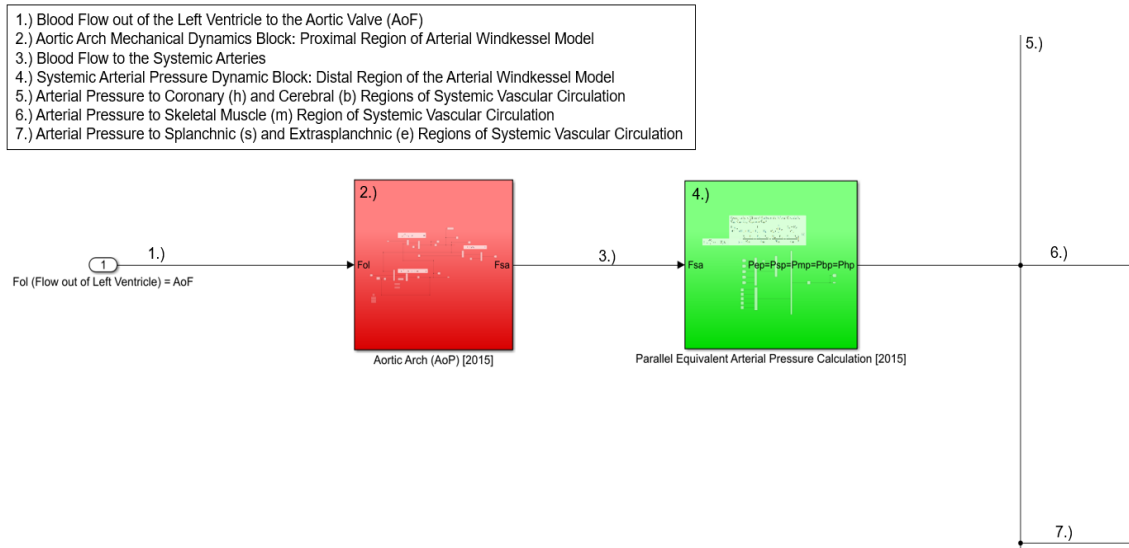 1.) Blood Flow out of the Left Ventricle to the Aortic Valve (AoF)
2.) Aortic Arch Mechanical Dynamics Block: Proximal Region of Arterial Windkessel Model
3.) Blood Flow to the Systemic Arteries
4.) Systemic Arterial Pressure Dynamic Block: Distal Region of the Arterial Windkessel Model
5.) Arterial Pressure to Coronary (h) and Cerebral (b) Regions of Systemic Vascular Circulation
6.) Arterial Pressure to Skeletal Muscle (m) Region of Systemic Vascular Circulation
7.) Arterial Pressure to Splanchnic (s) and Extrasplanchnic (e) Regions of Systemic Vascular Circulation
5.)
2.)
4.)
1.)
3.)
6.)
1
Fol
Fsa
Fsa
Pep=Psp=Pmp=Pbp=Php
Fol (Flow out of Left Ventricle) = AoF
Aortic Arch (AoP) [2015]
Parallel Equivalent Arterial Pressure Calculation [2015]
7.)